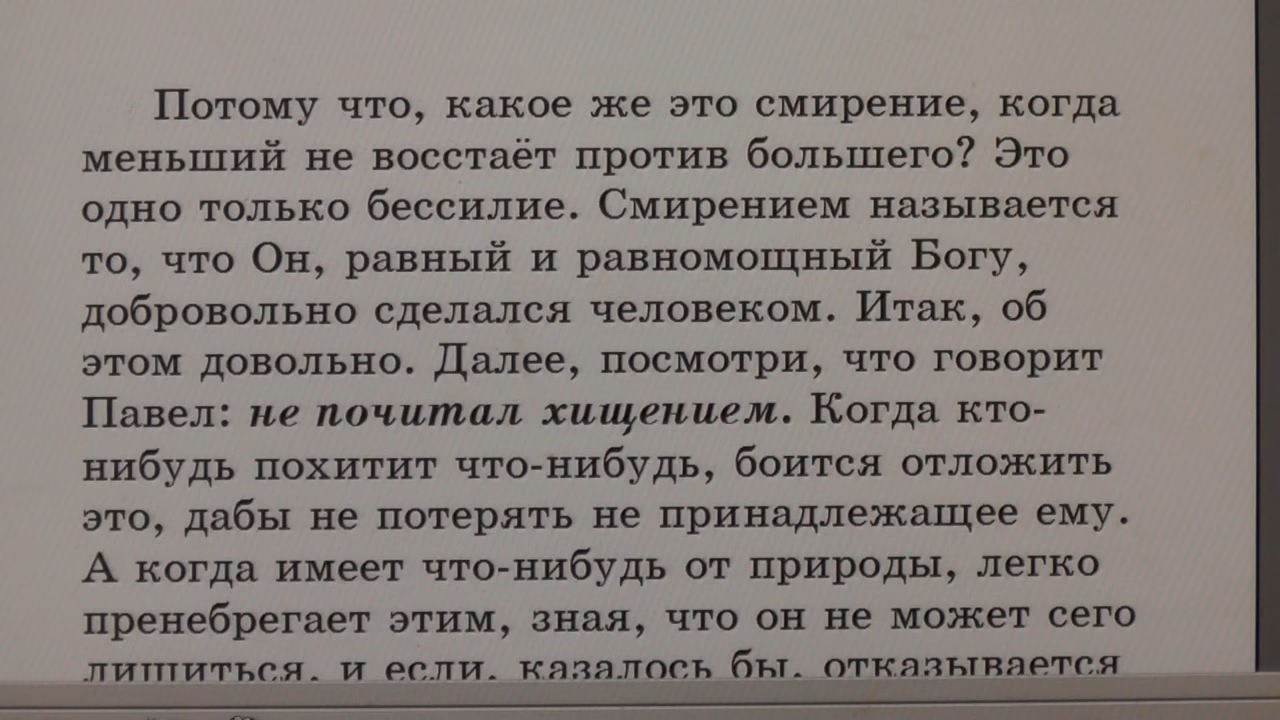 Потому что, какое же это смирение, когда
меньший не восстаёт против большего? Это
одно только бессилие. Смирением называется
то, что Он, равный и равномощный Богу,
добровольно сделался человеком. Итак, об
этом довольно. Далее, посмотри, что говорит
Павел: не почитал хищением. Когда кто-
нибудь похитит что-нибудь, боится отложить
это, дабы не потерять не принадлежащее ему.
А когда имеет что-нибудь от природы, легко
пренебрегает этим, зная, что он не может сего
лишиться, и если, казалось бы, отказывается